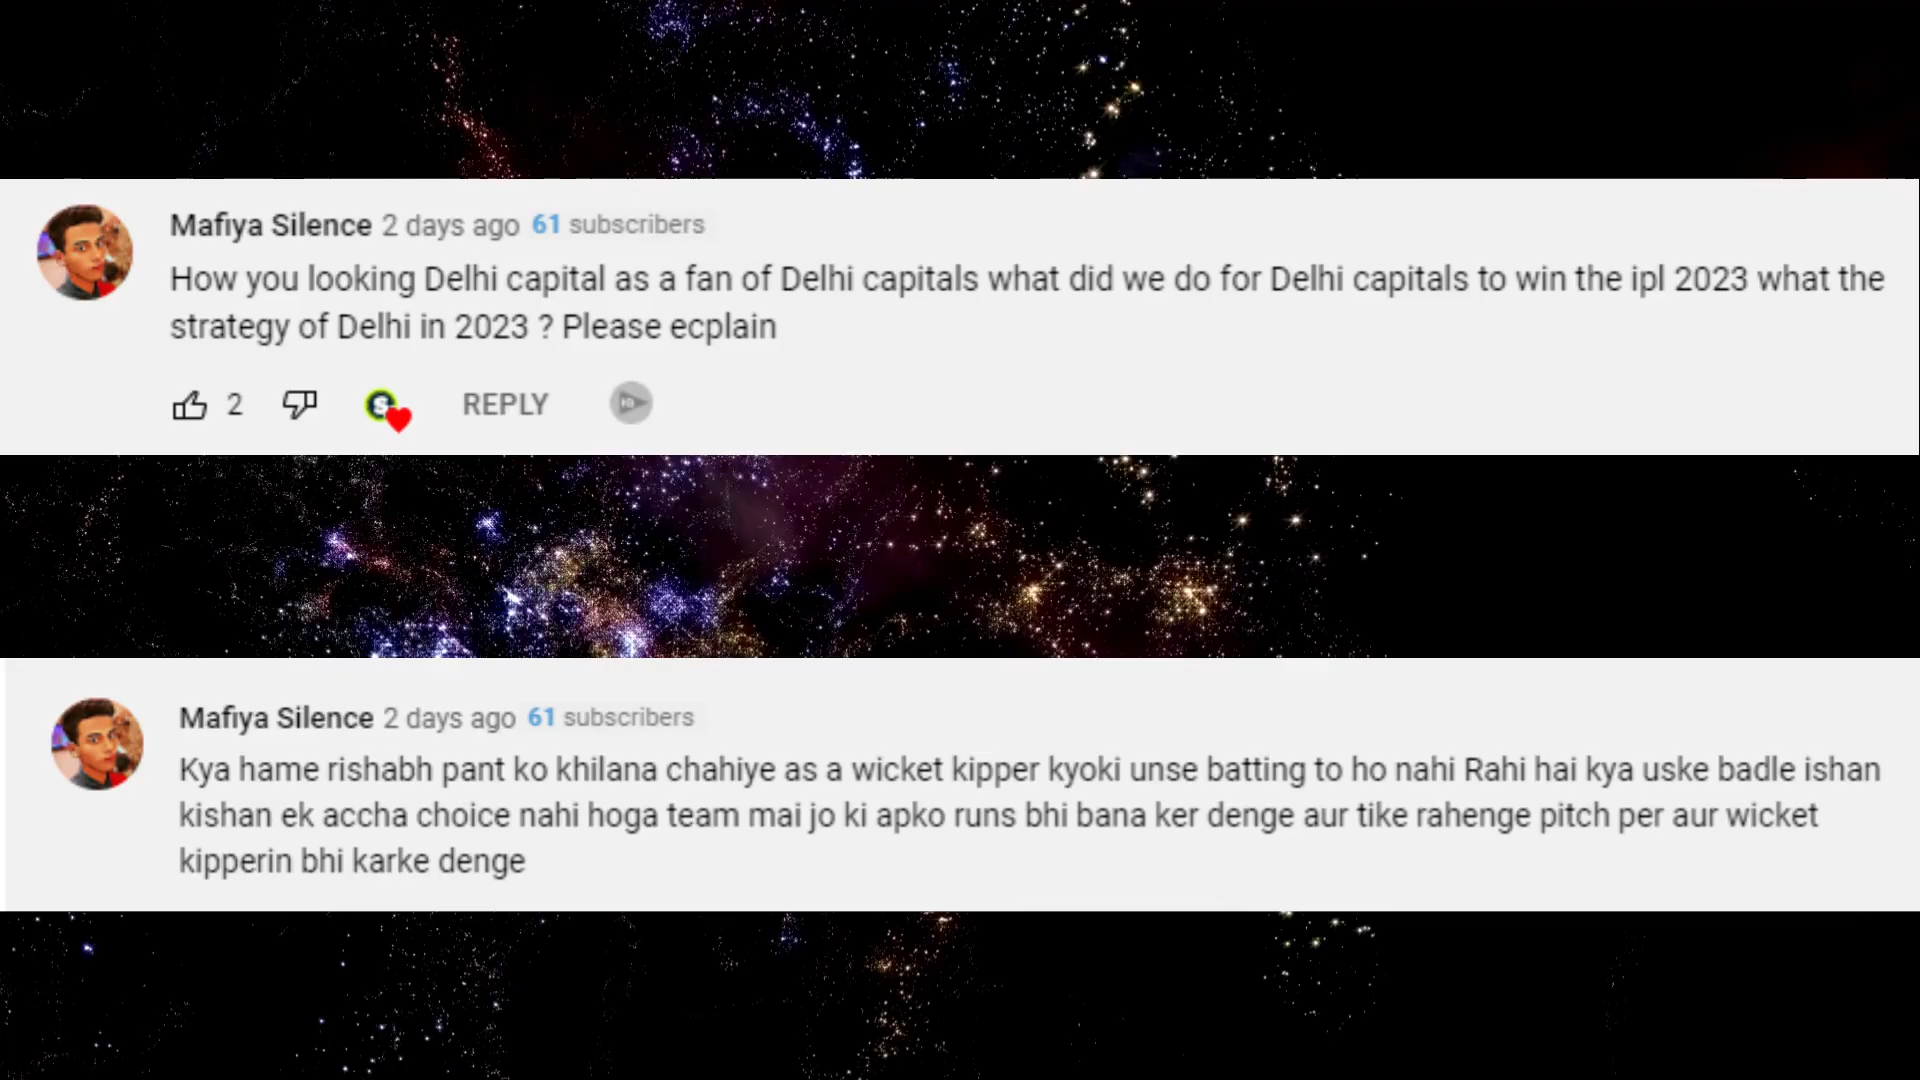 Mafiya Silence 2 days ago 61 subscribers
How you looking Delhi capital as a fan of Delhi capitals what did we do for Delhi capitals to win the ipl 2023 what the
strategy of Delhi in 2023 ? Please ecplain
2 REPLY
Mafiya Silence 2 days ago 61 subscribers
Kya hame rishabh pant ko khilana chahiye as a wicket kipper kyoki unse batting to ho nahi Rahi hai kya uske badle ishan
kishan ek accha choice nahi hoga team mai jo ki apko runs bhi bana ker denge aur tike rahenge pitch per aur wicket
kipperin bhi karke denge